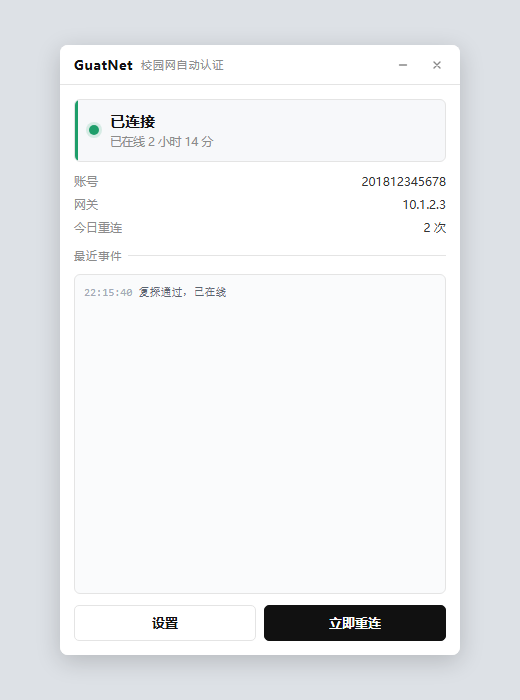 GuatNet 校园网自动认证
已连接
已在线 2 小时 14 分
账号 201812345678
网关 10.1.2.3
今日重连 2 次
最近事件
22:15:40 复探通过，已在线
设置 立即重连